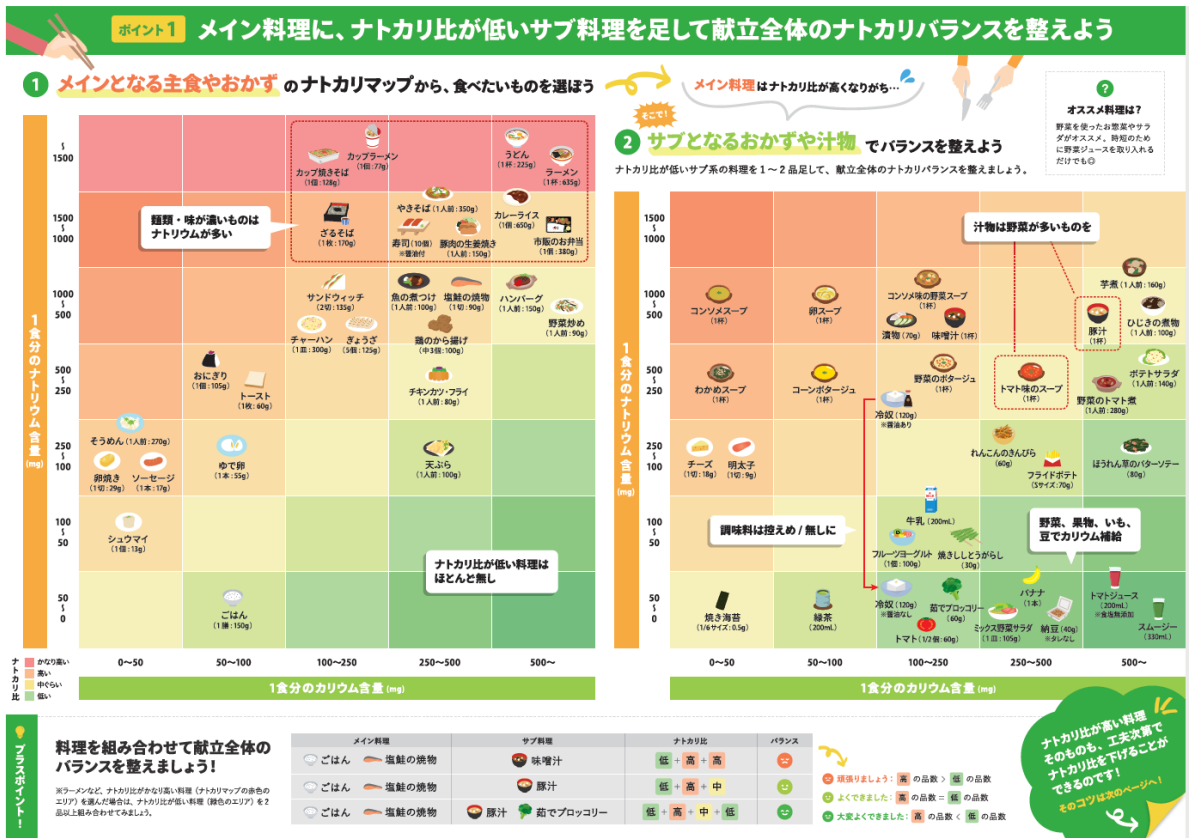 ポイント1 メイン料理に、ナトカリ比が低いサブ料理を足して献立全体のナトカリバランスを整えよう
1 メインとなる主食やおかず のナトカリマップから、食べたいものを選ぼう
メイン料理はナトカリ比が高くなりがち…
そこで!
2 サブとなるおかずや汁物 でバランスを整えよう
ナトカリ比が低いサブ系の料理を1〜2品足して、献立全体のナトカリバランスを整えましょう。
?
オススメ料理は?
野菜を使ったお惣菜やサラ
ダがオススメ。時短のため
に野菜ジュースを取り入れる
だけでも◎
1食分のナトリウム含量(mg)
〜
1500
1500
〜
1000
1000
〜
500
500
〜
250
250
〜
100
100
〜
50
50
〜
0
カップ焼きそば
(1個:128g)
カップラーメン
(1個:77g)
うどん
(1杯:225g)
ラーメン
(1杯:635g)
麺類・味が濃いものは
ナトリウムが多い
ざるそば
(1枚:170g)
やきそば(1人前:350g)
寿司(10個)
※醤油付
豚肉の生姜焼き
(1人前:150g)
カレーライス
(1個:650g)
市販のお弁当
(1個:380g)
サンドウィッチ
(2切:135g)
チャーハン
(1皿:300g)
ぎょうざ
(5個:125g)
魚の煮つけ
(1人前:100g)
塩鮭の焼物
(1切:90g)
鶏のから揚げ
(中3個:100g)
ハンバーグ
(1人前:150g)
野菜炒め
(1人前:90g)
おにぎり
(1個:105g)
トースト
(1枚:60g)
チキンカツ・フライ
(1人前:80g)
そうめん(1人前:270g)
卵焼き
(1切:29g)
ソーセージ
(1本:17g)
ゆで卵
(1本:55g)
天ぷら
(1人前:100g)
シュウマイ
(1個:13g)
ナトカリ比が低い料理は
ほとんど無し
ごはん
(1膳:150g)
0〜50
50〜100
100〜250
250〜500
500〜
1食分のカリウム含量(mg)
ナトカリ比
かなり高い
高い
中ぐらい
低い
1食分のナトリウム含量(mg)
1500
〜
1000
1000
〜
500
500
〜
250
250
〜
100
100
〜
50
50
〜
0
汁物は野菜が多いものを
コンソメスープ
(1杯)
卵スープ
(1杯)
コンソメ味の野菜スープ
(1杯)
漬物(70g)
味噌汁(1杯)
芋煮(1人前:160g)
豚汁
(1杯)
ひじきの煮物
(1人前:100g)
わかめスープ
(1杯)
コーンポタージュ
(1杯)
野菜のポタージュ
(1杯)
冷奴(120g)
※醤油あり
トマト味のスープ
(1杯)
ポテトサラダ
(1人前:140g)
野菜のトマト煮
(1人前:280g)
チーズ
(1切:18g)
明太子
(1切:9g)
れんこんのきんぴら
(60g)
フライドポテト
(Sサイズ:70g)
ほうれん草のバターソテー
(80g)
調味料は控えめ/無しに
牛乳(200mL)
フルーツヨーグルト
(1個:100g)
焼きししとうがらし
(30g)
野菜、果物、いも、
豆でカリウム補給
焼き海苔
(1/6サイズ:0.5g)
緑茶
(200mL)
冷奴(120g)
※醤油なし
茹でブロッコリー
(60g)
トマト(1/2個:60g)
バナナ
(1本)
ミックス野菜サラダ
(1皿:105g)
納豆(40g)
※タレなし
トマトジュース
(200mL)
※食塩無添加
スムージー
(330mL)
0〜50
50〜100
100〜250
250〜500
500〜
1食分のカリウム含量(mg)
プラスポイント!
料理を組み合わせて献立全体の
バランスを整えましょう!
※ラーメンなど、ナトカリ比がかなり高い料理(ナトカリマップの赤色の
エリア)を選んだ場合は、ナトカリ比が低い料理(緑色のエリア)を2
品以上組み合わせてみましょう。
メイン料理 サブ料理 ナトカリ比 バランス
ごはん 塩鮭の焼物 味噌汁 低+高+高
ごはん 塩鮭の焼物 豚汁 低+高+中
ごはん 塩鮭の焼物 豚汁 茹でブロッコリー 低+高+中+低
頑張りましょう:高の品数>低の品数
よくできました:高の品数=低の品数
大変よくできました:高の品数<低の品数
ナトカリ比が高い料理
そのものも、工夫次第で
ナトカリ比を下げることが
できるのです!
そのコツは次のページへ!